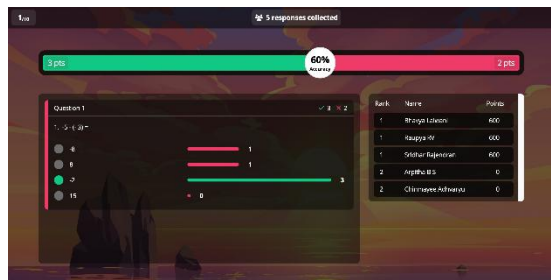 1/10
5 responses collected
3 pts
60%
Accuracy
2 pts
Question 1
3
2
-8
1
8
1
-2
3
15
0
Rank Name Points
1 Bhavya Lalwani 600
1 Raupya RV 600
1 Sridhar Rajendran 600
2 Arpitha B S 0
2 Chinmayee Adhvaryu 0